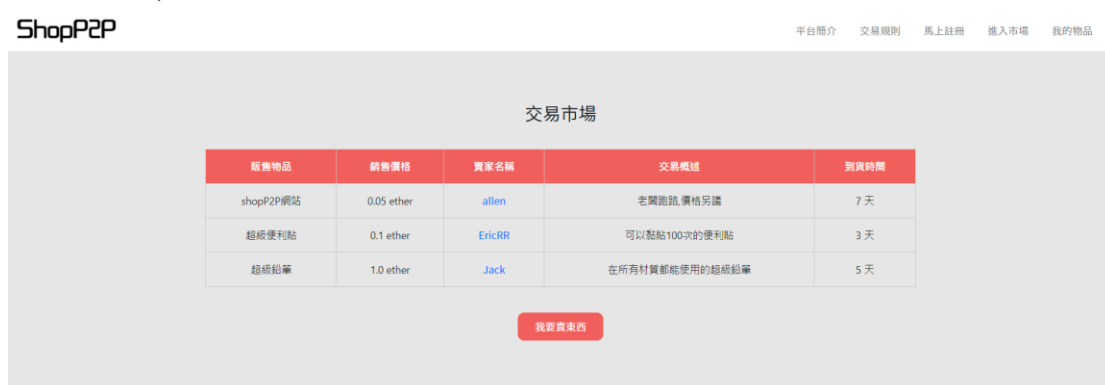 ShopP2P 平台簡介 交易規則 馬上註冊 進入市場 我的物品
交易市場
販售物品 銷售價格 賣家名稱 交易概述 到貨時間
shopP2P網站 0.05 ether allen 老闆跑路,價格另議 7 天
超級便利貼 0.1 ether EricRR 可以黏貼100次的便利貼 3 天
超級鉛筆 1.0 ether Jack 在所有材質都能使用的超級鉛筆 5 天
我要賣東西